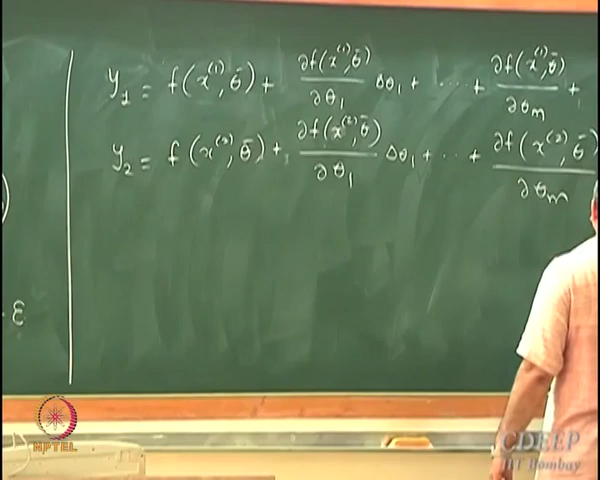 y₁ = f(x⁽¹⁾, θ̄) + ∂f(x⁽¹⁾, θ̄)/∂θ₁ Δθ₁ + ⋯ + ∂f(x⁽¹⁾, θ̄)/∂θₘ +
y₂ = f(x⁽²⁾, θ̄) + ∂f(x⁽²⁾, θ̄)/∂θ₁ Δθ₁ + ⋯ + ∂f(x⁽²⁾, θ̄)/∂θₘ
ε
NPTEL
CDEEP
IIT Bombay